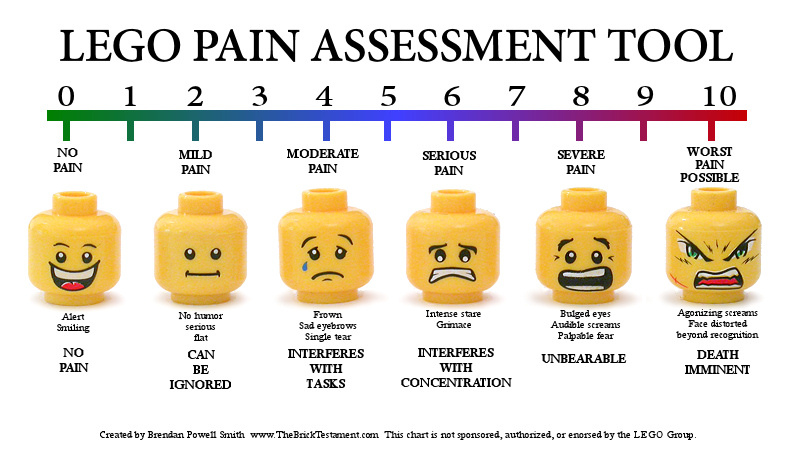 LEGO PAIN ASSESSMENT TOOL
0 1 2 3 4 5 6 7 8 9 10
NO
PAIN
MILD
PAIN
MODERATE
PAIN
SERIOUS
PAIN
SEVERE
PAIN
WORST
PAIN
POSSIBLE
Alert
Smiling
NO
PAIN
No humor
serious
flat
CAN
BE
IGNORED
Frown
Sad eyebrows
Single tear
INTERFERES
WITH
TASKS
Intense stare
Grimace
INTERFERES
WITH
CONCENTRATION
Bulged eyes
Audible screams
Palpable fear
UNBEARABLE
Agonizing screams
Face distorted
beyond recognition
DEATH
IMMINENT
Created by Brendan Powell Smith www.TheBrickTestament.com This chart is not sponsored, authorized, or enorsed by the LEGO Group.